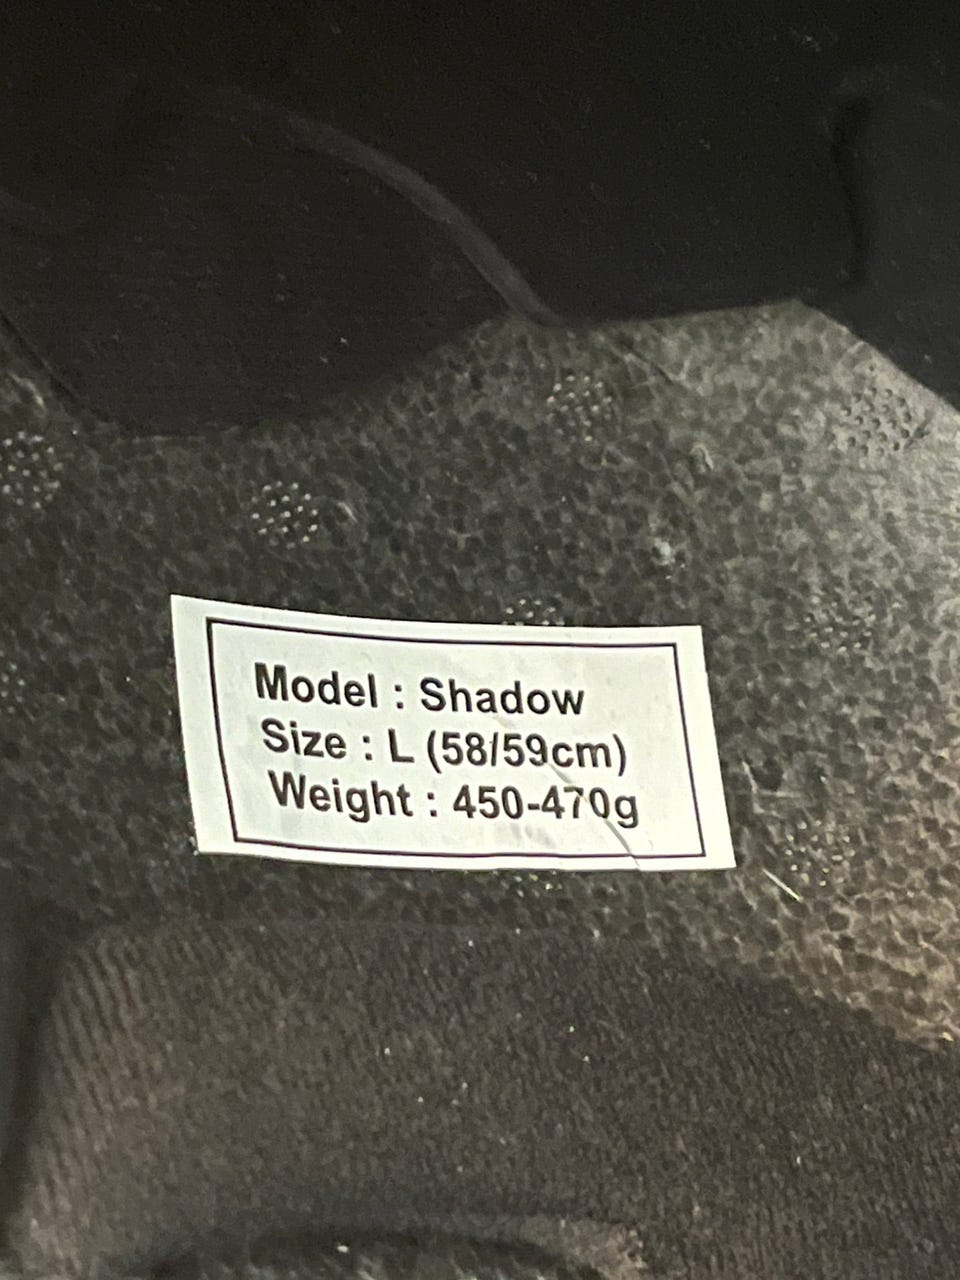 Model : Shadow
Size : L (58/59cm)
Weight : 450-470g